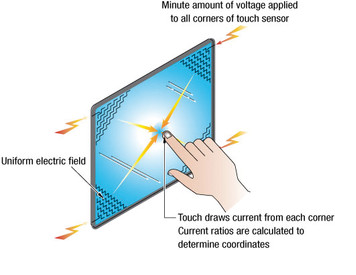 Minute amount of voltage applied
to all corners of touch sensor
Uniform electric field
Touch draws current from each corner
Current ratios are calculated to
determine coordinates